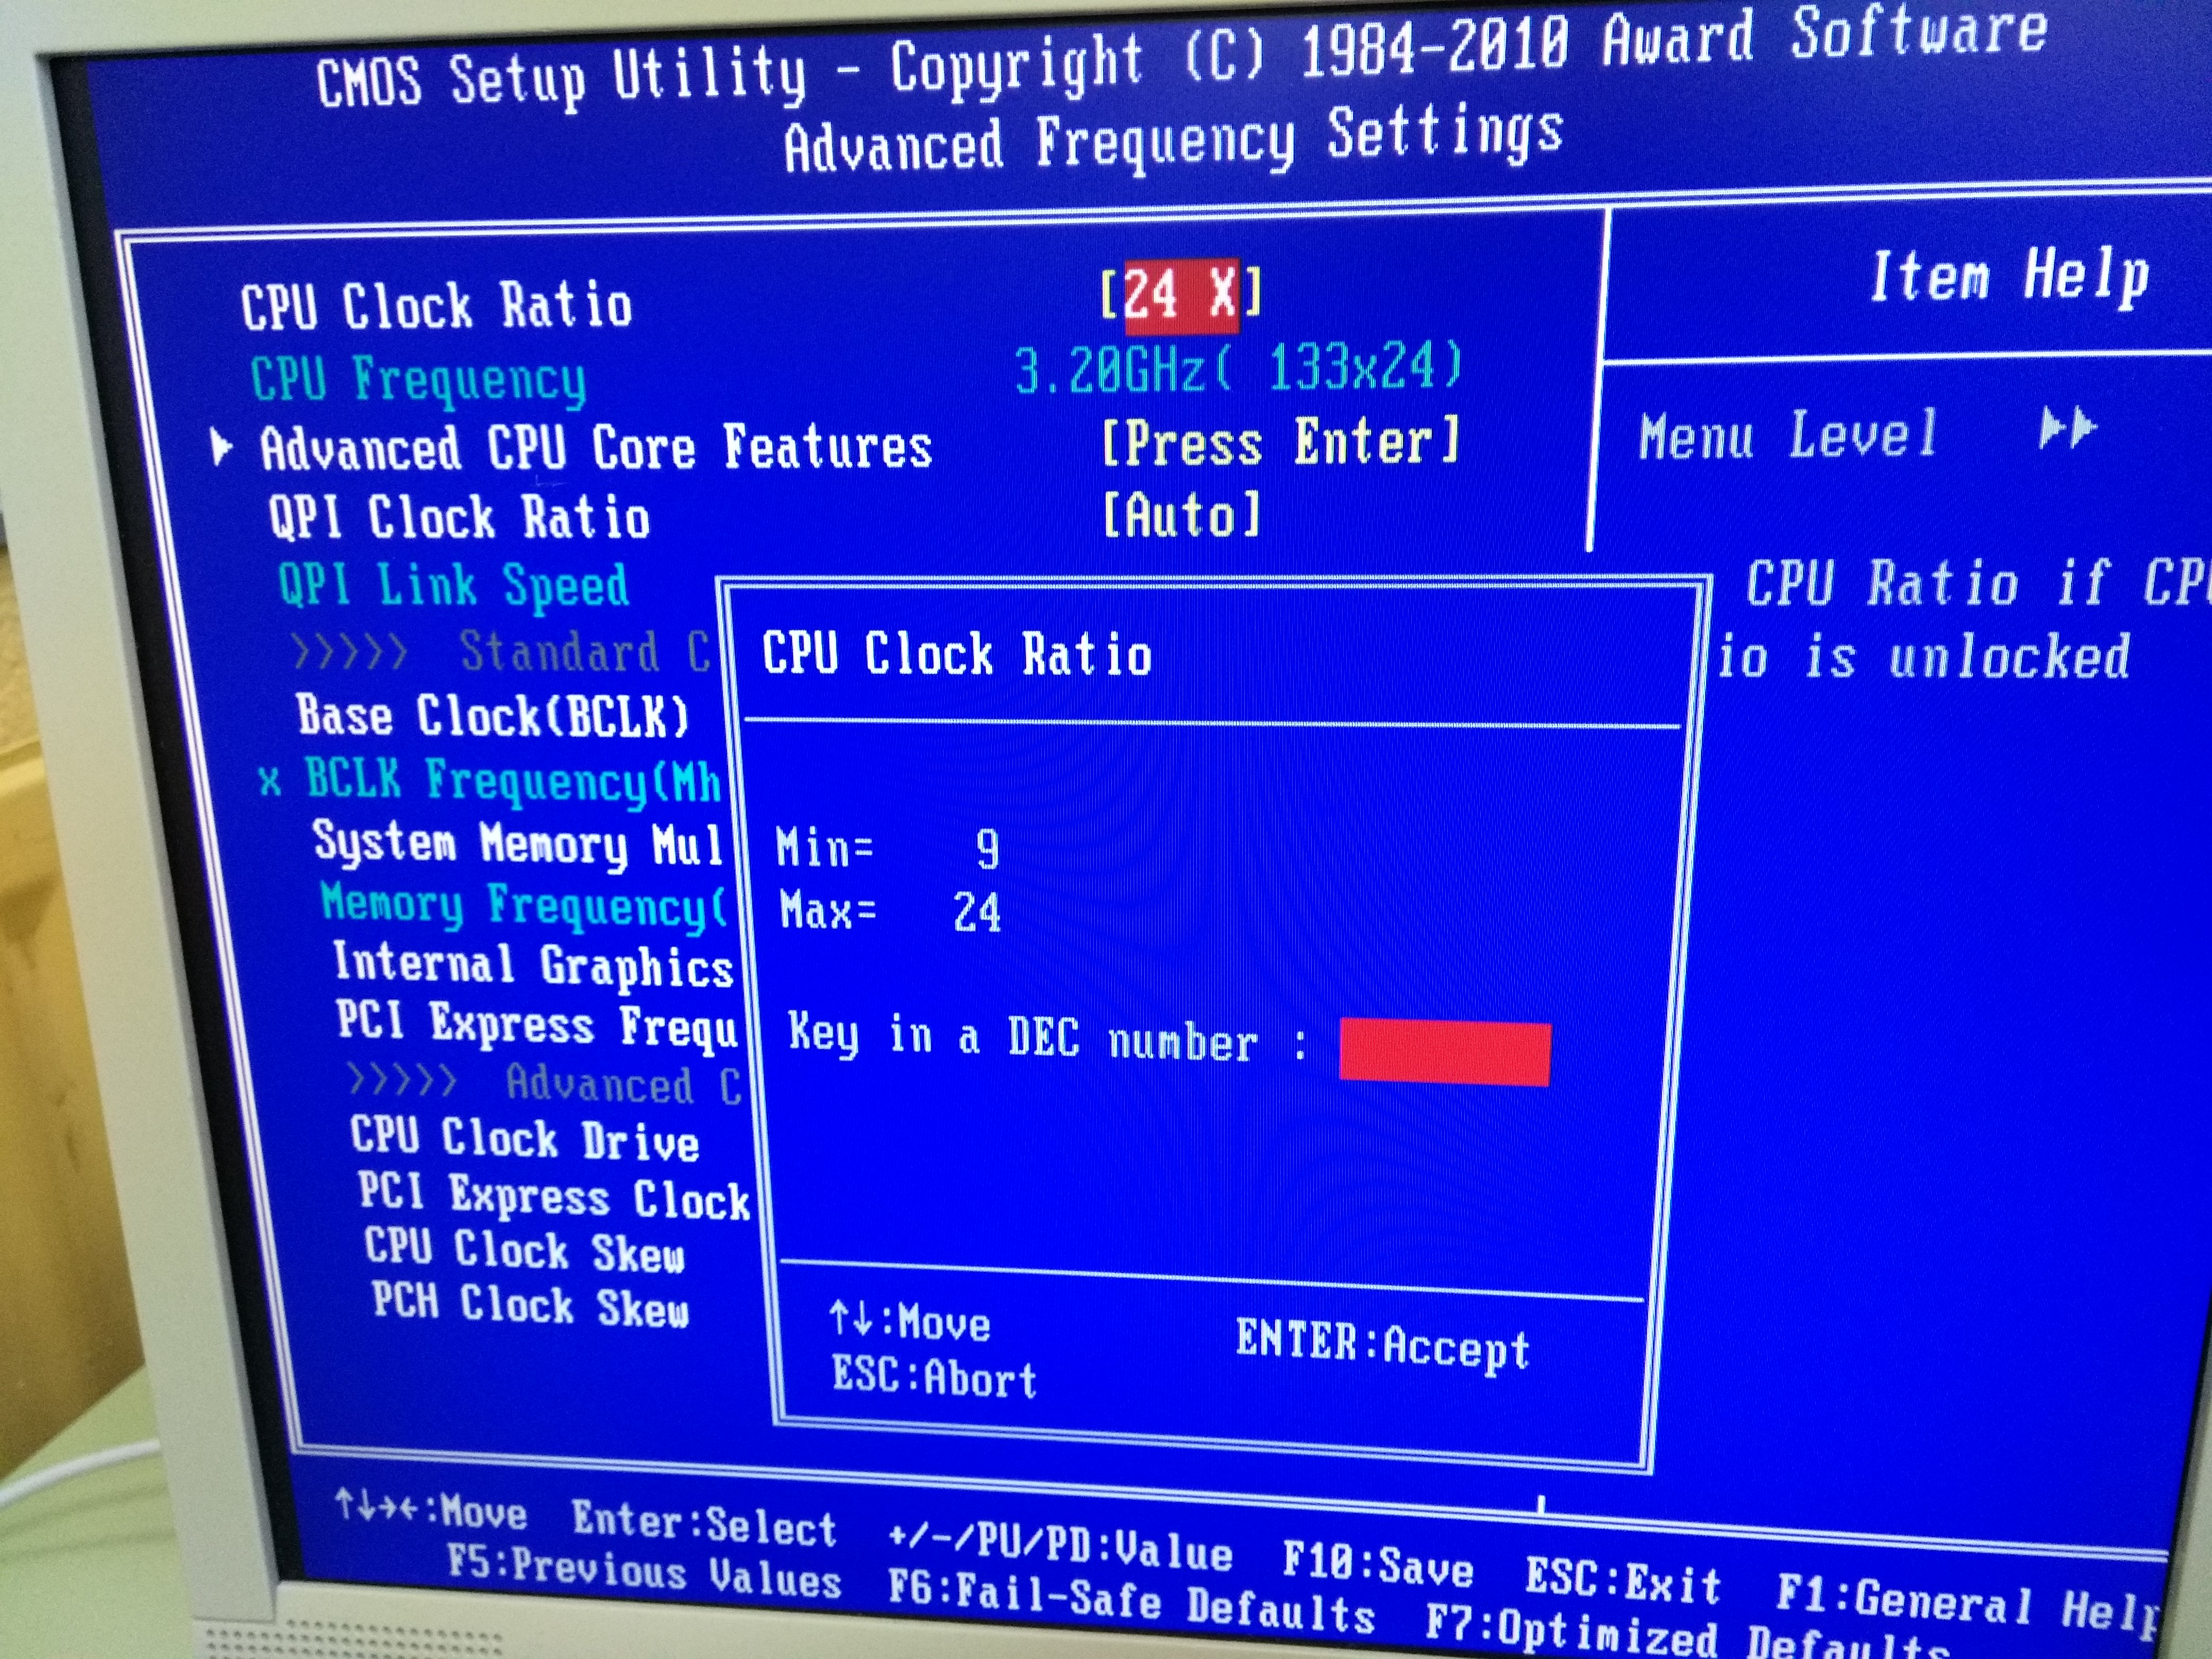 CMOS Setup Utility - Copyright (C) 1984-2010 Award Software
Advanced Frequency Settings
CPU Clock Ratio [24 X]
CPU Frequency 3.20GHz( 133x24)
Advanced CPU Core Features [Press Enter]
QPI Clock Ratio [Auto]
QPI Link Speed
>>>>> Standard C
Base Clock(BCLK)
x BCLK Frequency(Mh
System Memory Mul
Memory Frequency(
Internal Graphics
PCI Express Frequ
>>>>> Advanced C
CPU Clock Drive
PCI Express Clock
CPU Clock Skew
PCH Clock Skew
Item Help
Menu Level ▶▶
CPU Ratio if CPU
io is unlocked
CPU Clock Ratio
Min= 9
Max= 24
Key in a DEC number :
↑↓:Move ENTER:Accept
ESC:Abort
↑↓→←:Move Enter:Select +/-/PU/PD:Value F10:Save ESC:Exit F1:General Help
F5:Previous Values F6:Fail-Safe Defaults F7:Optimized Defaults